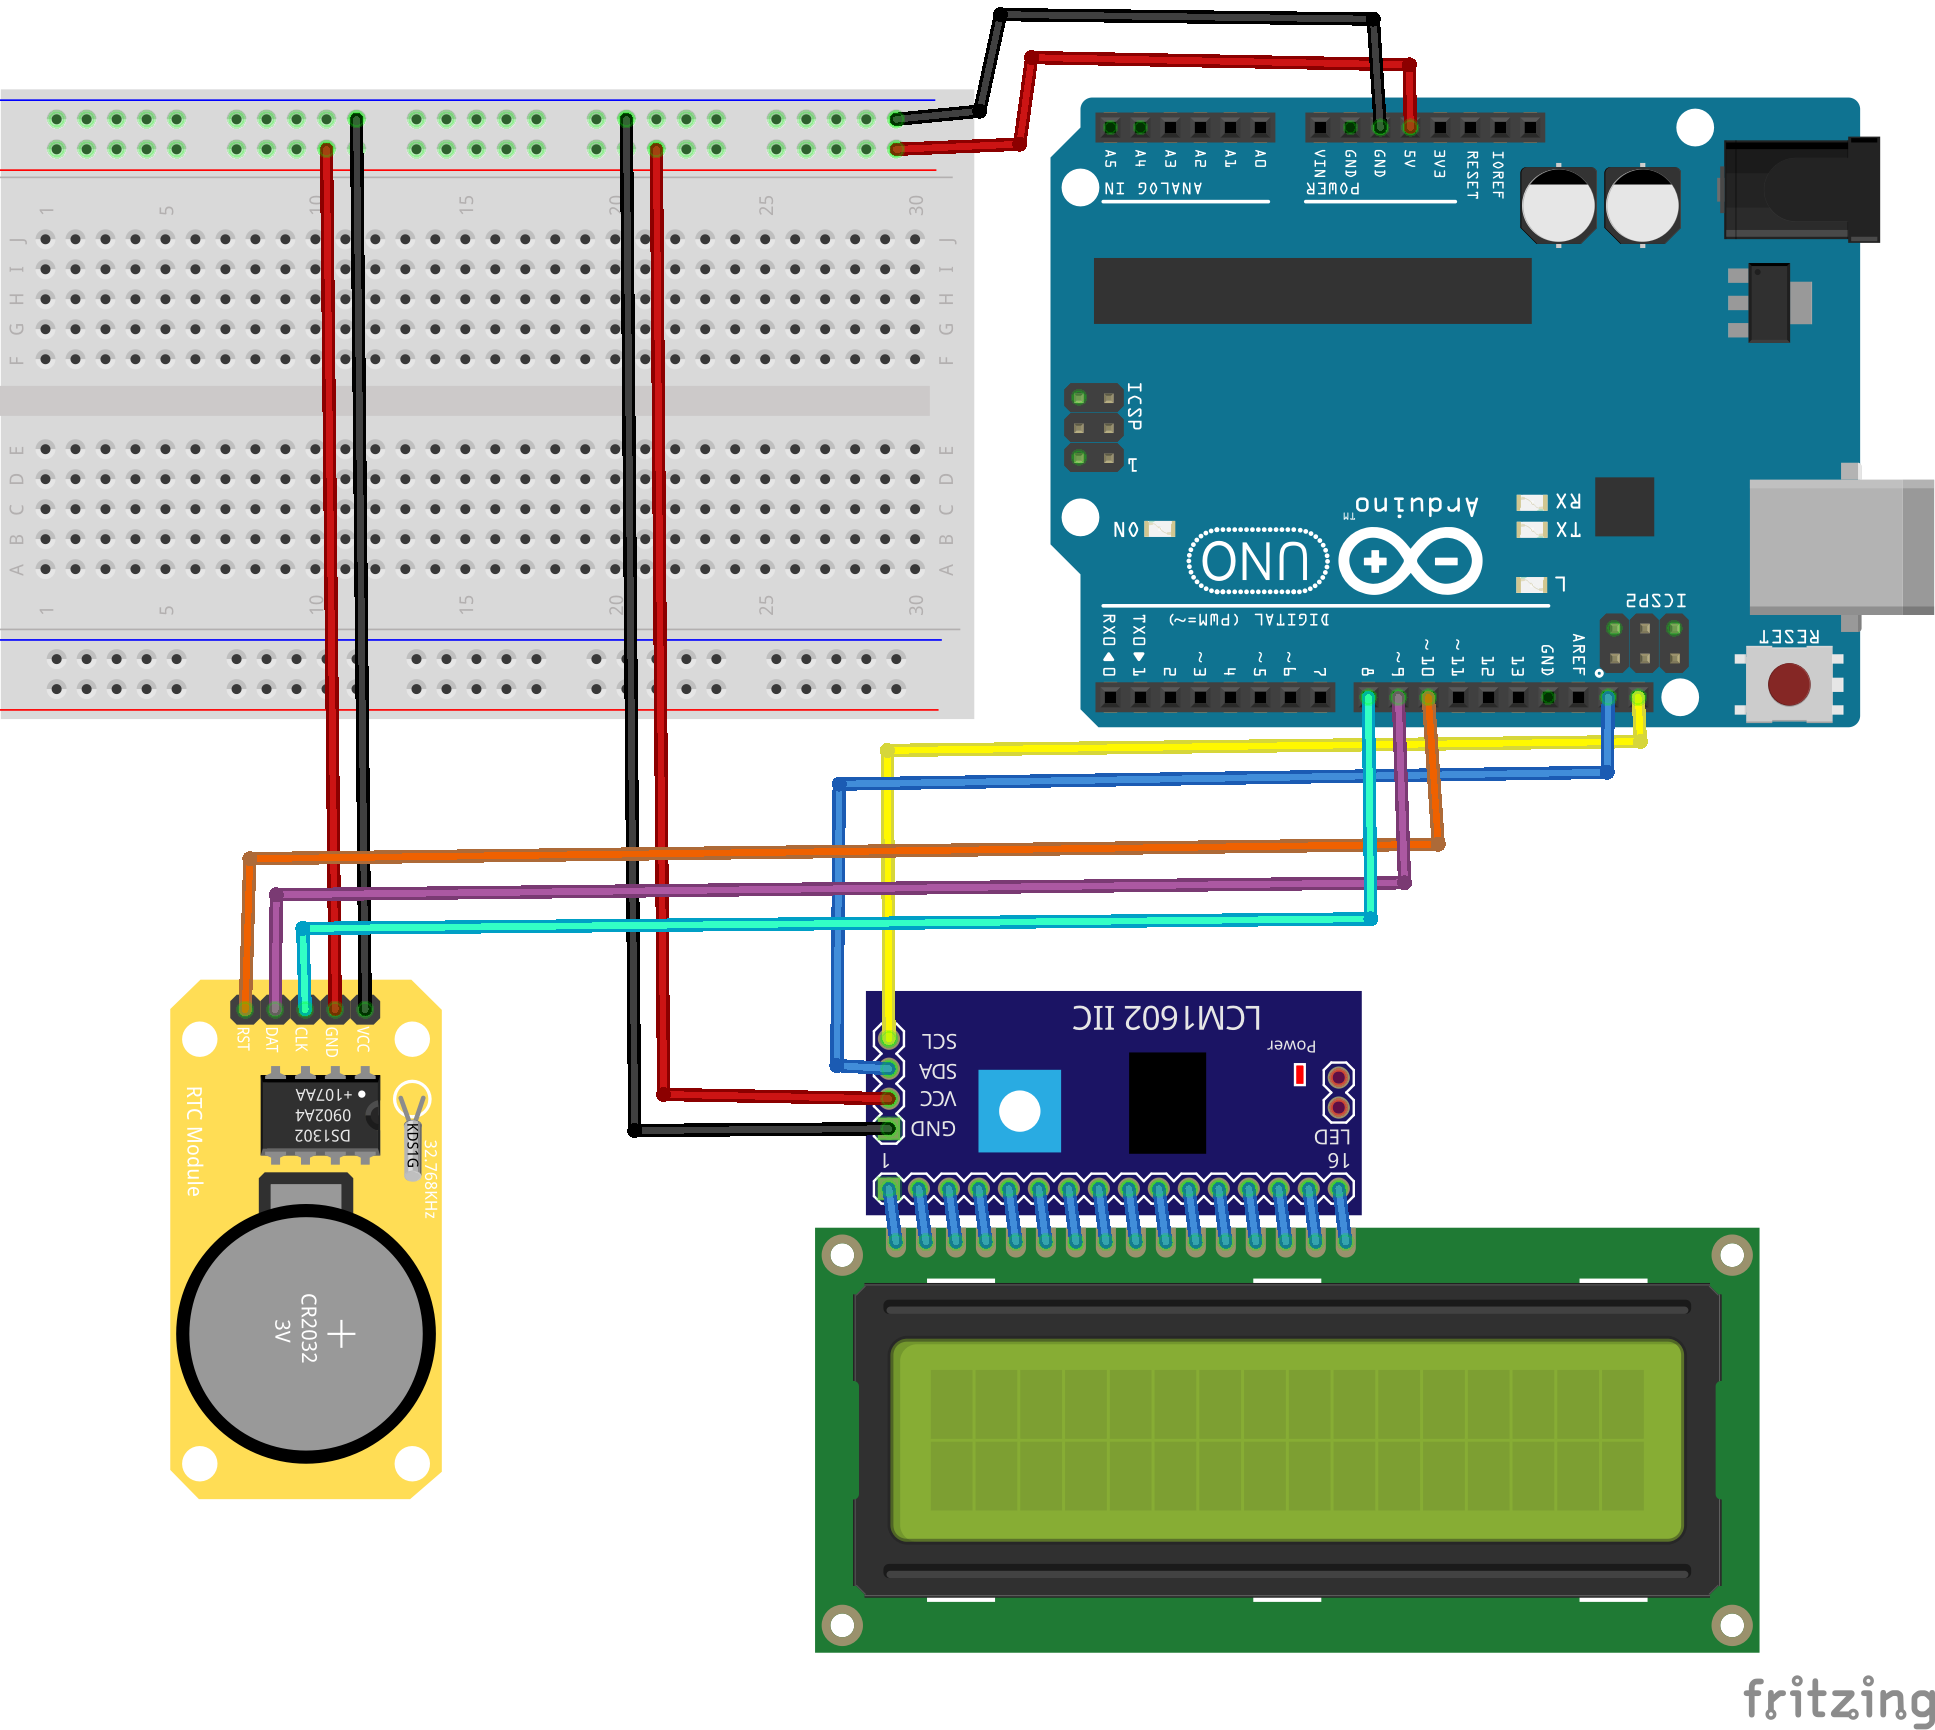 1 5 10 15 20 25 30
J
I
H
G
F
E
D
C
B
A
1 5 10 15 20 25 30
J
I
H
G
F
E
D
C
B
A
A5 A4 A3 A2 A1 A0
ANALOG IN
VIN GND GND 5V 3V3 RESET IOREF
POWER
ICSP
1
ON
UNO
Arduino
TM
RX
TX
L
ICSP2
RESET
DIGITAL (PWM=~)
RX0 0
TX0 1
2
~3
4
~5
~6
7
8
~9
~10
~11
12
13
GND
AREF
RST DAT CLK GND VCC
DS1302
0902A4
+107AA
KDS1G
32.768KHz
RTC Module
CR2032
3V
+
LCM1602 IIC
SCL
SDA
VCC
GND
Power
LED
1 16
fritzing